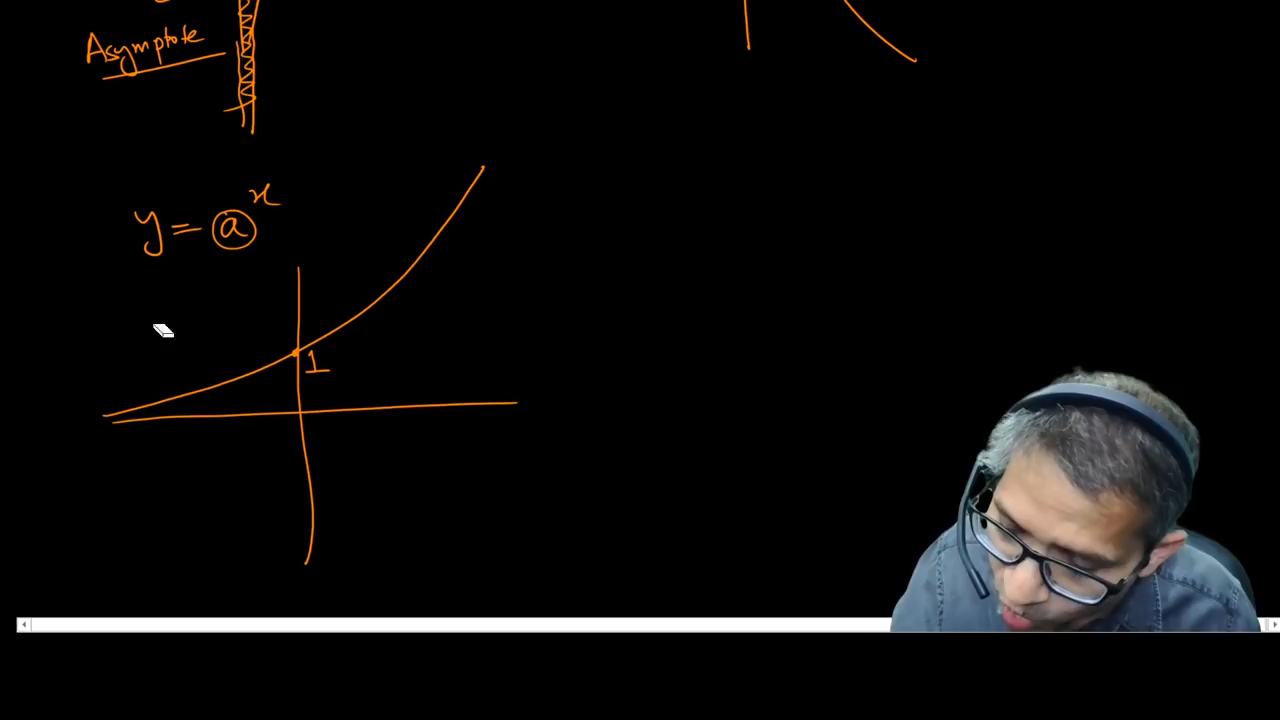 Asymptote
y = a^x
1